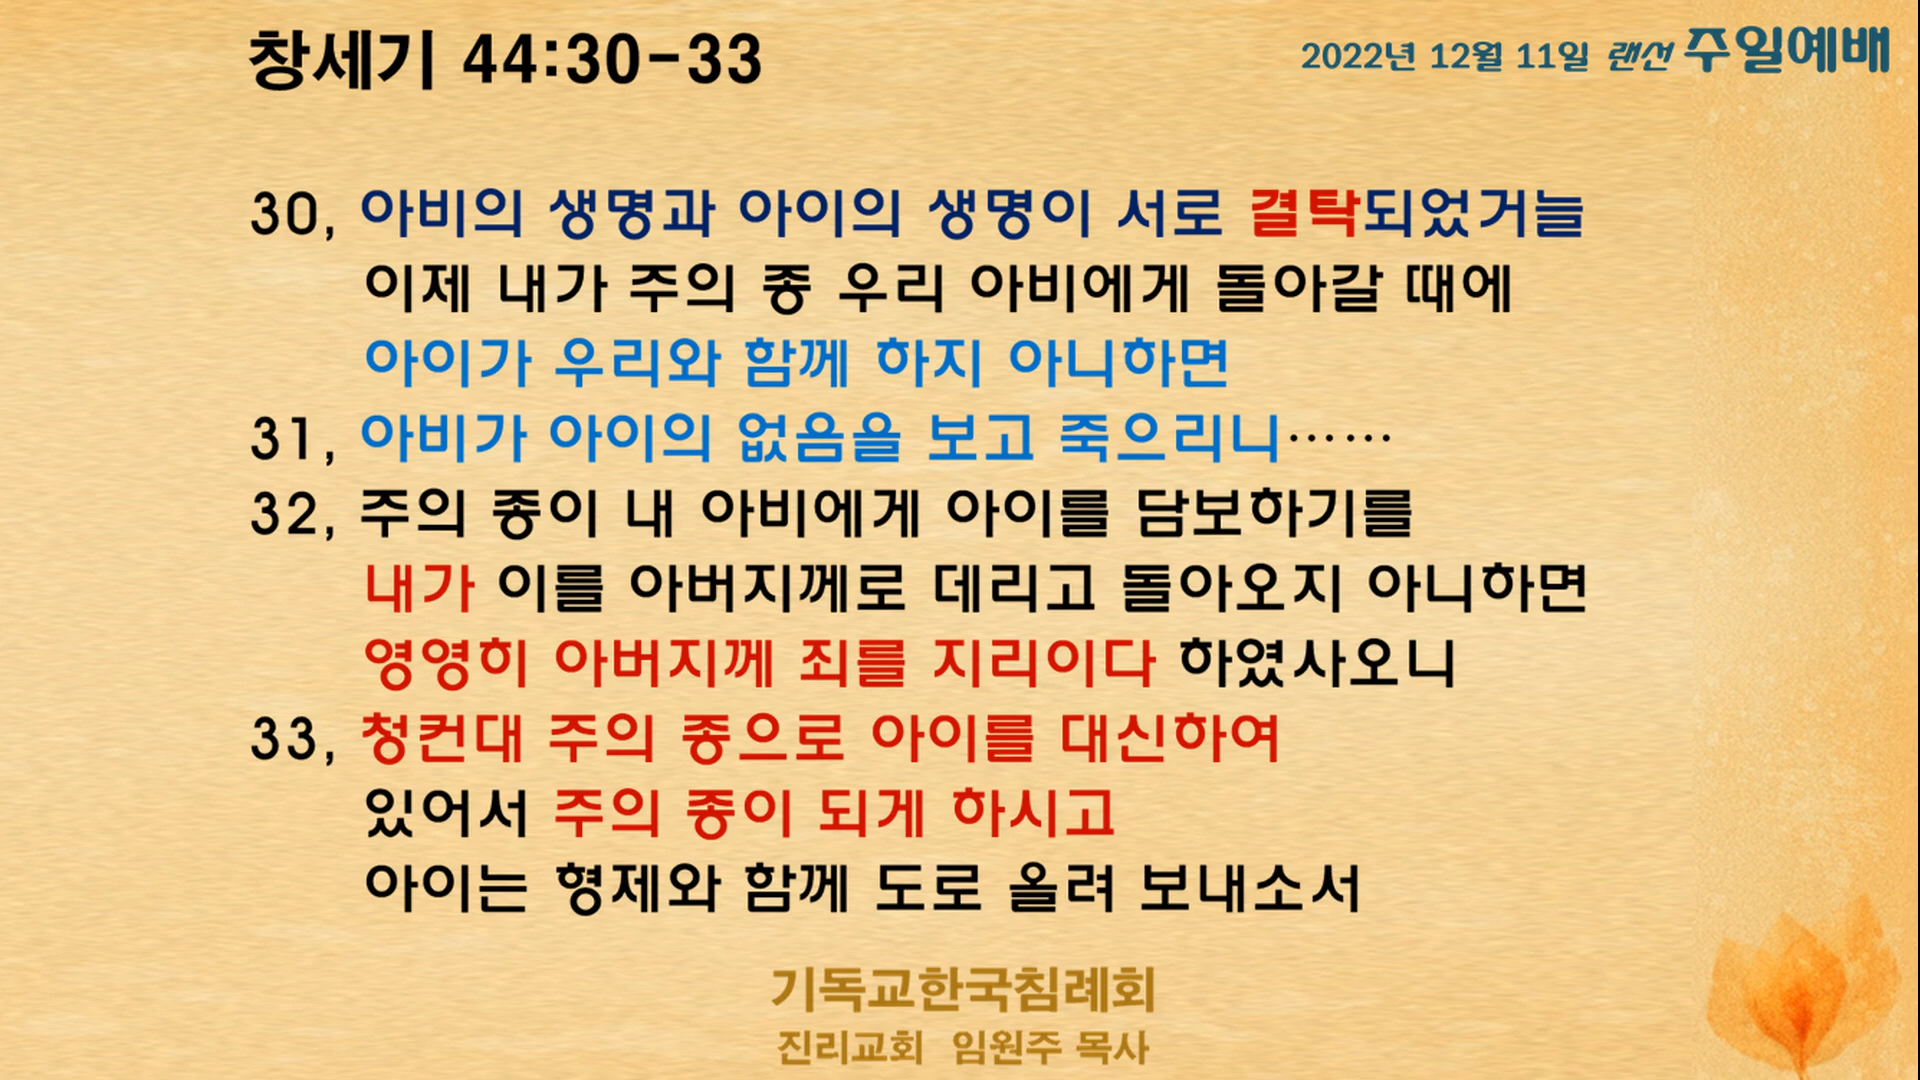 창세기 44:30-33
2022년 12월 11일 랜선 주일예배
30, 아비의 생명과 아이의 생명이 서로 결탁되었거늘
이제 내가 주의 종 우리 아비에게 돌아갈 때에
아이가 우리와 함께 하지 아니하면
31, 아비가 아이의 없음을 보고 죽으리니……
32, 주의 종이 내 아비에게 아이를 담보하기를
내가 이를 아버지께로 데리고 돌아오지 아니하면
영영히 아버지께 죄를 지리이다 하였사오니
33, 청컨대 주의 종으로 아이를 대신하여
있어서 주의 종이 되게 하시고
아이는 형제와 함께 도로 올려 보내소서
기독교한국침례회
진리교회 임원주 목사